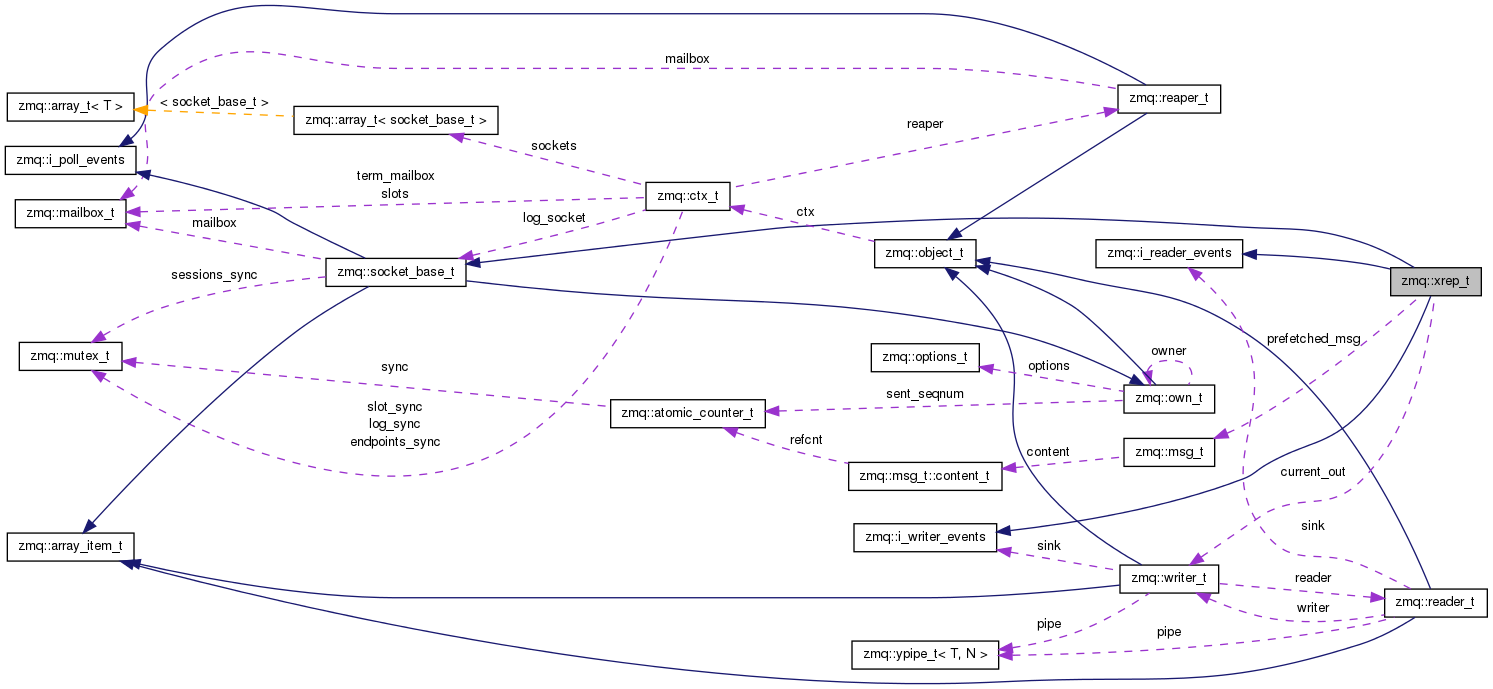 mailbox
zmq::reaper_t
zmq::array_t< T >
< socket_base_t >
zmq::array_t< socket_base_t >
reaper
sockets
zmq::i_poll_events
term_mailbox
slots
zmq::ctx_t
zmq::mailbox_t
mailbox
log_socket
ctx
zmq::object_t
zmq::i_reader_events
zmq::socket_base_t
sessions_sync
zmq::xrep_t
prefetched_msg
zmq::mutex_t
sync
zmq::options_t
options
owner
zmq::own_t
sent_seqnum
slot_sync
log_sync
endpoints_sync
zmq::atomic_counter_t
refcnt
content
zmq::msg_t
zmq::msg_t::content_t
current_out
sink
zmq::i_writer_events
sink
zmq::array_item_t
zmq::writer_t
reader
writer
zmq::reader_t
pipe
pipe
zmq::ypipe_t< T, N >